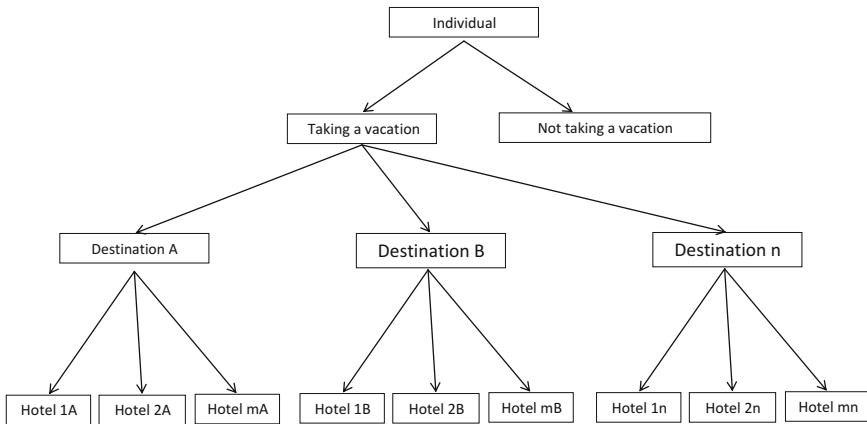 Individual
Taking a vacation
Not taking a vacation
Destination A
Destination B
Destination n
Hotel 1A
Hotel 2A
Hotel mA
Hotel 1B
Hotel 2B
Hotel mB
Hotel 1n
Hotel 2n
Hotel mn